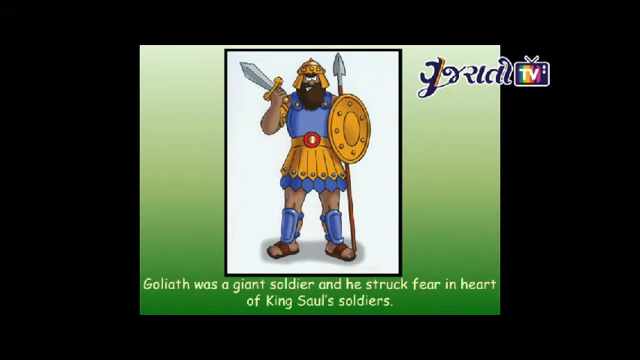 ગુજરાતી
TV
Goliath was a giant soldier and he struck fear in heart
of King Saul's soldiers.